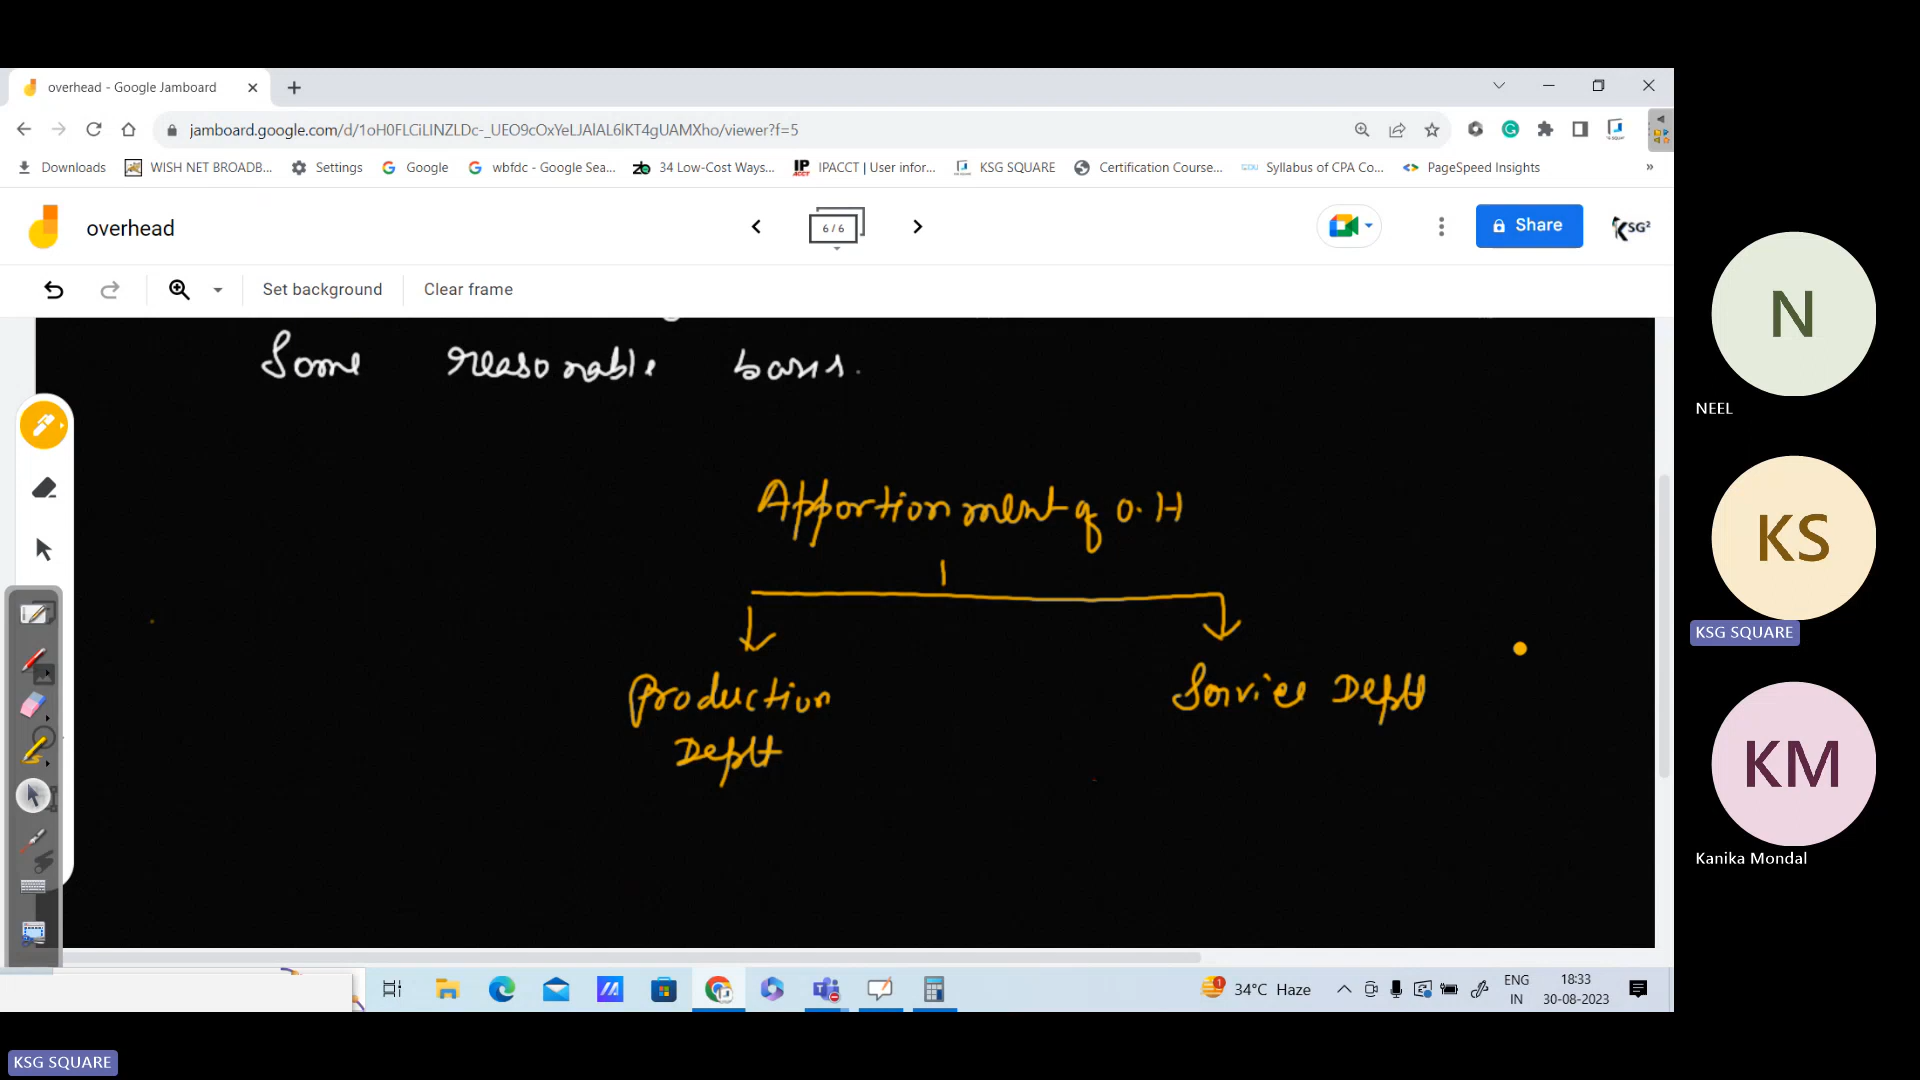 overhead - Google Jamboard
jamboard.google.com/d/1oH0FLCiLINZLDc-_UEO9cOxYeLJAlAL6lKT4gUAMXho/viewer?f=5
Downloads WISH NET BROADB... Settings Google wbfdc - Google Sea... 34 Low-Cost Ways... IPACCT | User infor... KSG SQUARE Certification Course... Syllabus of CPA Co... PageSpeed Insights »
overhead 6 / 6 Share KSG²
Set background Clear frame
Some reasonable basis.
Apportionment of O.H
Production Service Deptt
Deptt
N
NEEL
KS
KSG SQUARE
KM
Kanika Mondal
34°C Haze
ENG
IN
18:33
30-08-2023
KSG SQUARE